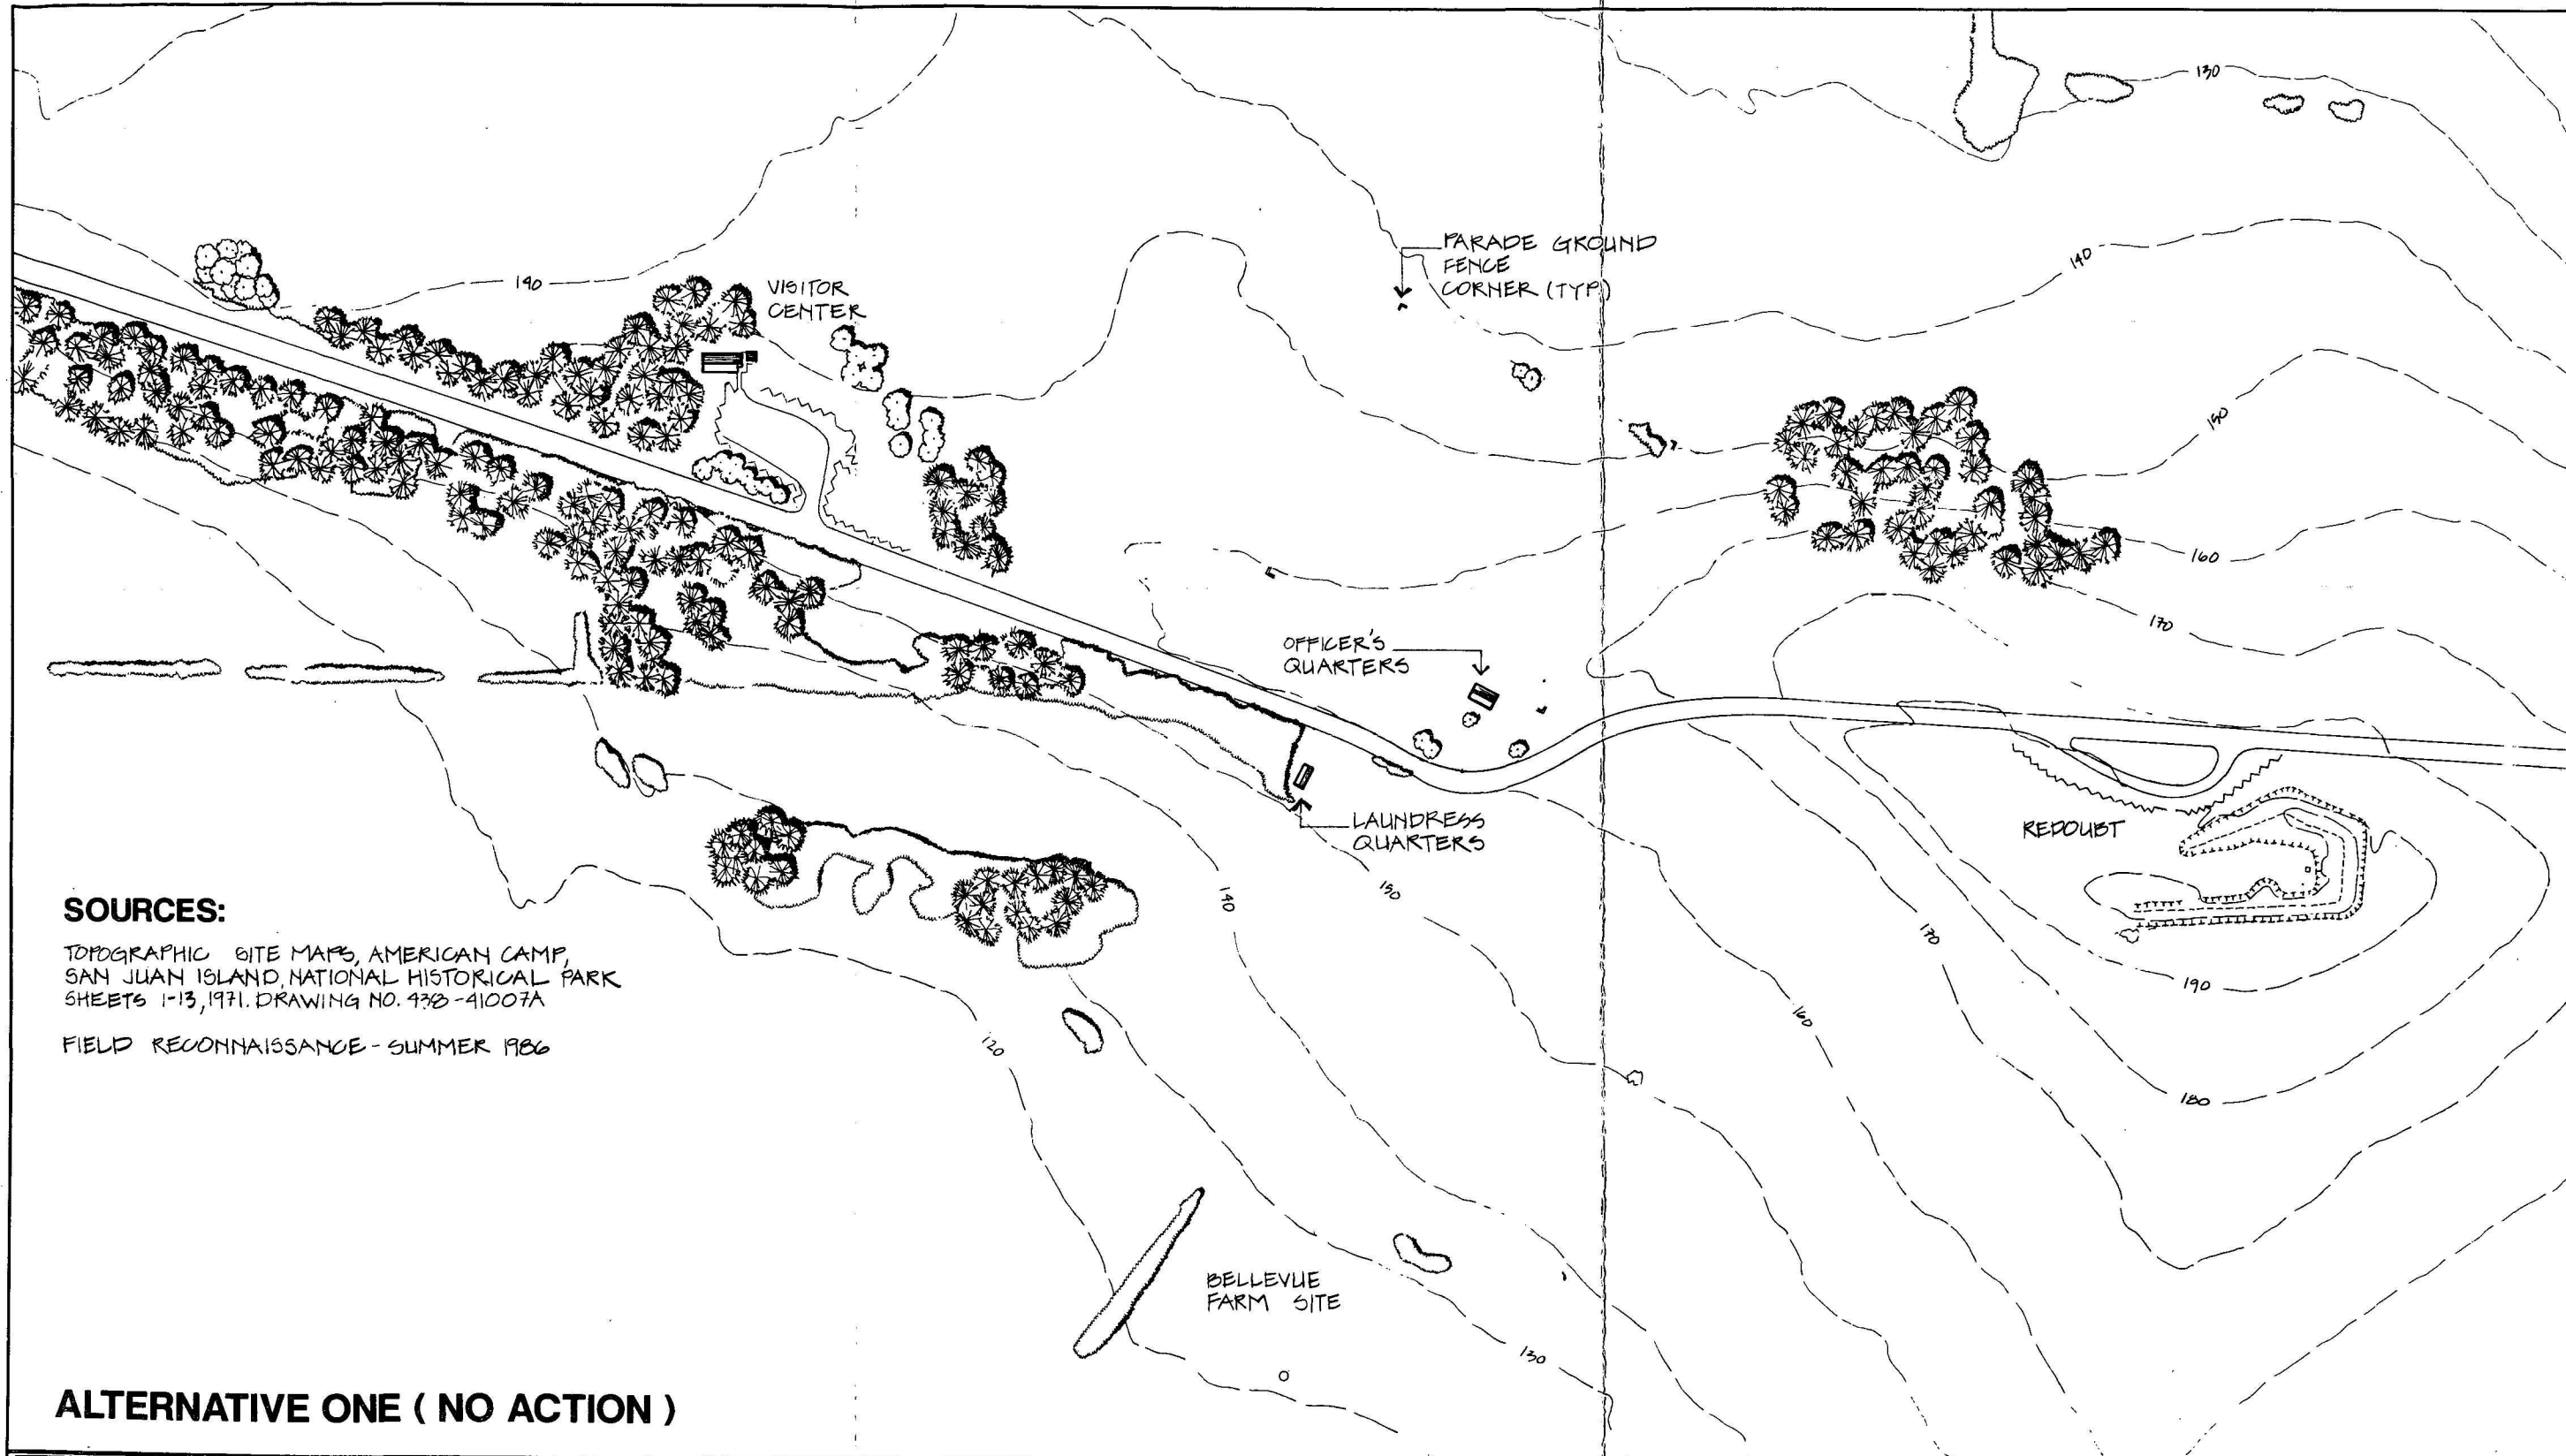 130
PARADE GROUND
FENCE
CORNER (TYP)
140
140
VISITOR
CENTER
150
160
170
OFFICER'S
QUARTERS
LAUNDRESS
QUARTERS
REDOUBT
150
140
170
190
160
180
120
SOURCES:
TOPOGRAPHIC SITE MAPS, AMERICAN CAMP,
SAN JUAN ISLAND, NATIONAL HISTORICAL PARK
SHEETS 1-13, 1971. DRAWING NO. 438-41007A
FIELD RECONNAISSANCE - SUMMER 1986
BELLEVUE
FARM SITE
130
ALTERNATIVE ONE ( NO ACTION )